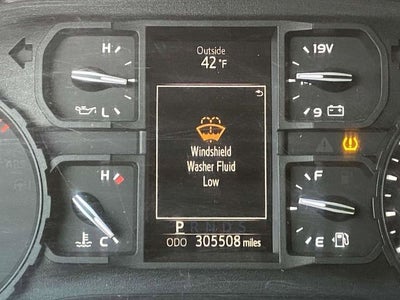 Outside
42°F
H
L
19V
9
Windshield
Washer Fluid
Low
H
C
F
E
P R N D S
ODO 305508 miles